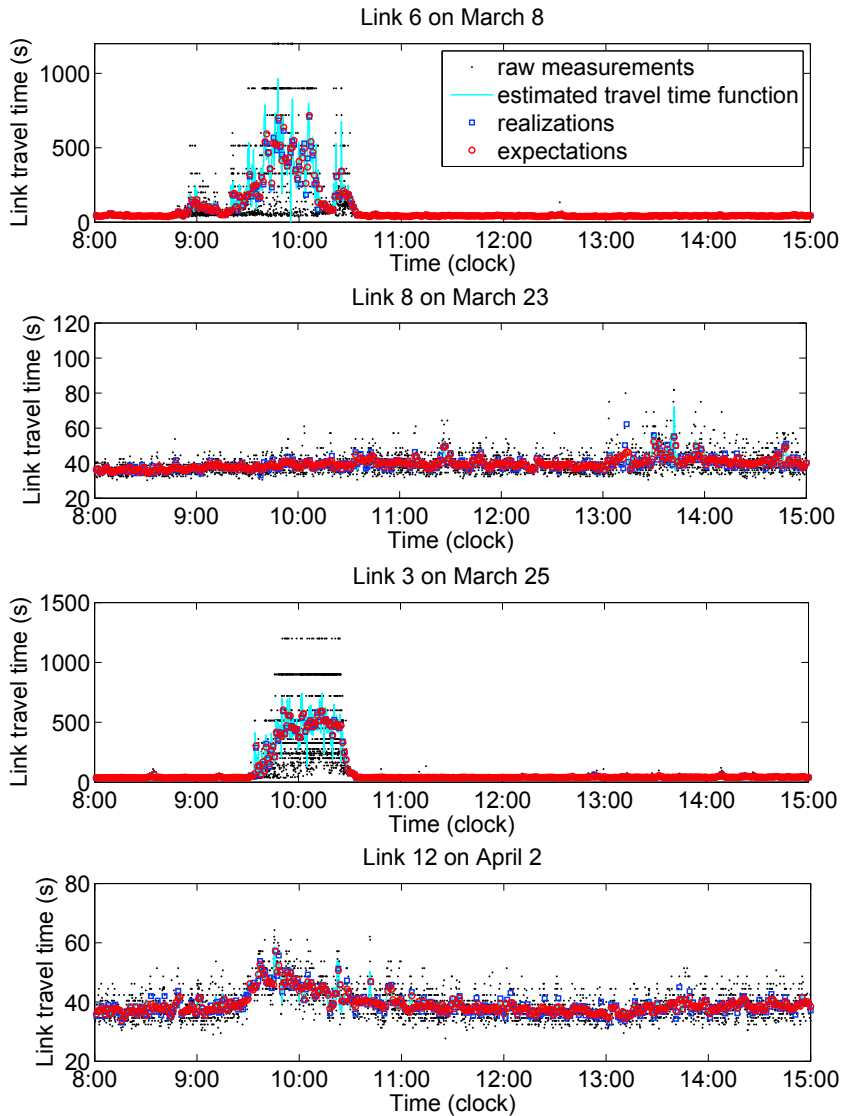 Link 6 on March 8
Link travel time (s)
1000
500
0
raw measurements
estimated travel time function
realizations
expectations
8:00 9:00 10:00 11:00 12:00 13:00 14:00 15:00
Time (clock)
Link 8 on March 23
Link travel time (s)
120
100
80
60
40
20
8:00 9:00 10:00 11:00 12:00 13:00 14:00 15:00
Time (clock)
Link 3 on March 25
Link travel time (s)
1500
1000
500
0
8:00 9:00 10:00 11:00 12:00 13:00 14:00 15:00
Time (clock)
Link 12 on April 2
Link travel time (s)
80
60
40
20
8:00 9:00 10:00 11:00 12:00 13:00 14:00 15:00
Time (clock)